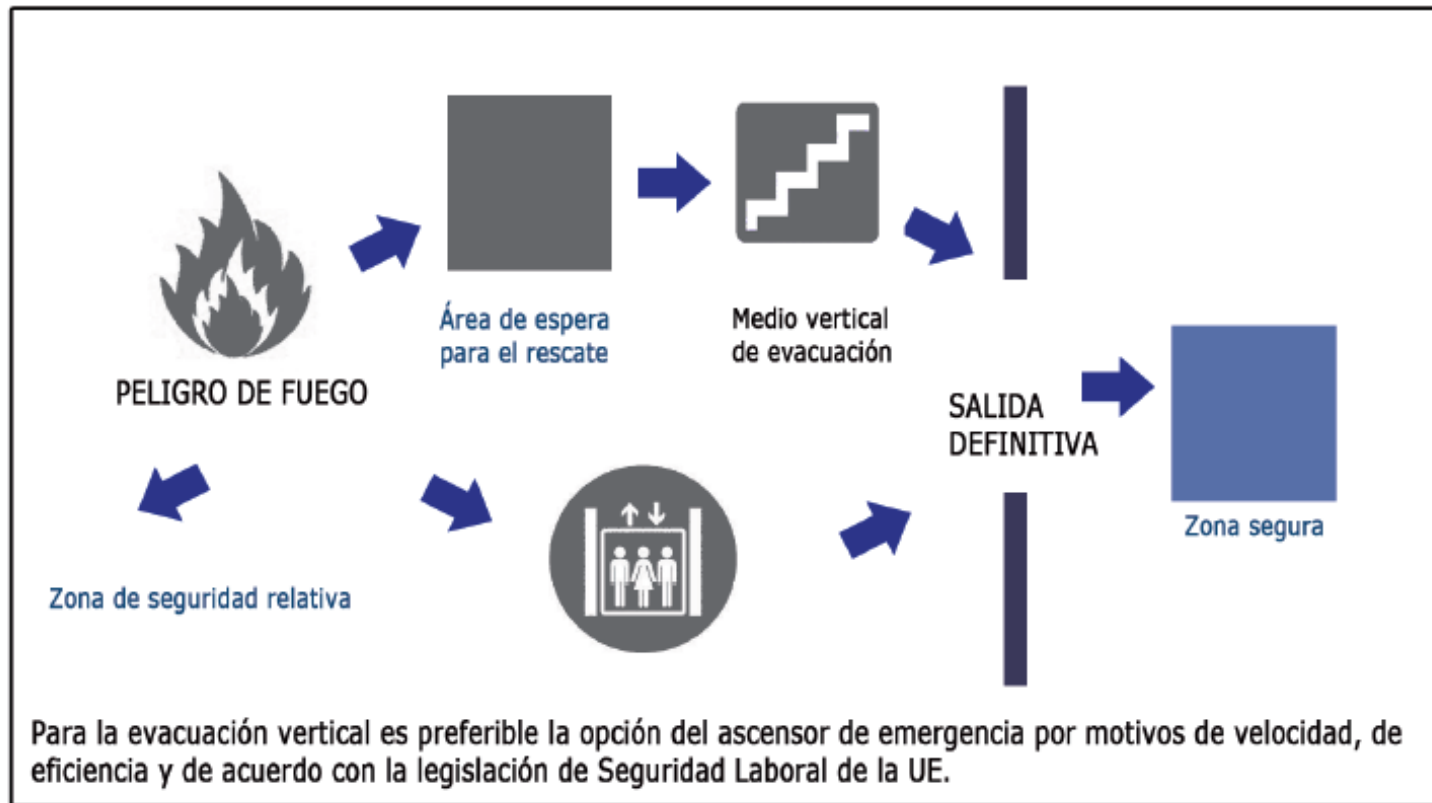 PELIGRO DE FUEGO
Área de espera
para el rescate
Medio vertical
de evacuación
SALIDA
DEFINITIVA
Zona segura
Zona de seguridad relativa
Para la evacuación vertical es preferible la opción del ascensor de emergencia por motivos de velocidad, de
eficiencia y de acuerdo con la legislación de Seguridad Laboral de la UE.